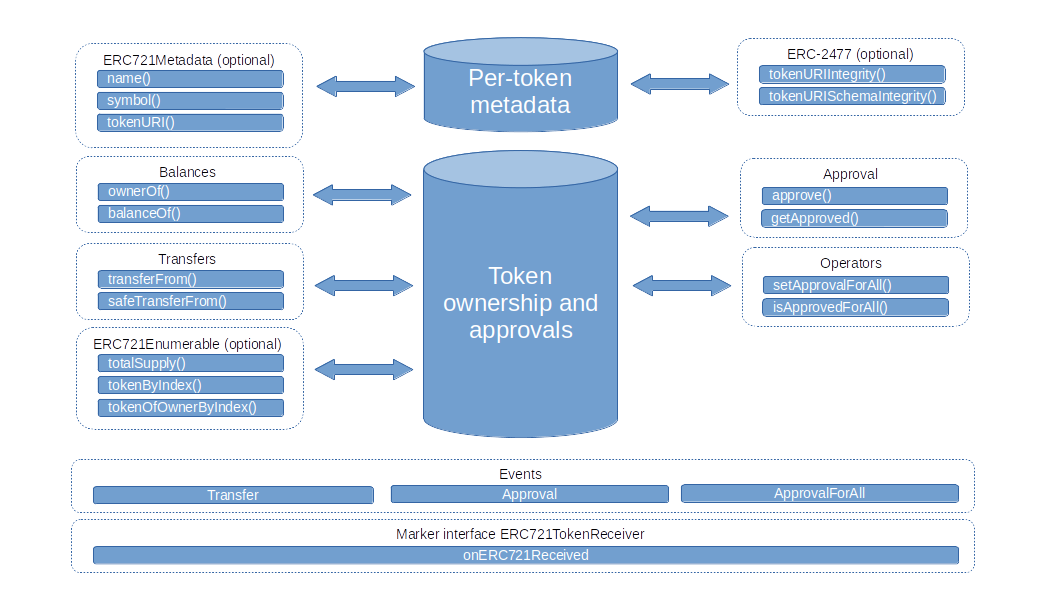 ERC721Metadata (optional)
name()
symbol()
tokenURI()
Per-token
metadata
ERC-2477 (optional)
tokenURIIntegrity()
tokenURISchemaIntegrity()
Balances
ownerOf()
balanceOf()
Transfers
transferFrom()
safeTransferFrom()
ERC721Enumerable (optional)
totalSupply()
tokenByIndex()
tokenOfOwnerByIndex()
Token
ownership and
approvals
Approval
approve()
getApproved()
Operators
setApprovalForAll()
isApprovedForAll()
Events
Transfer
Approval
ApprovalForAll
Marker interface ERC721TokenReceiver
onERC721Received